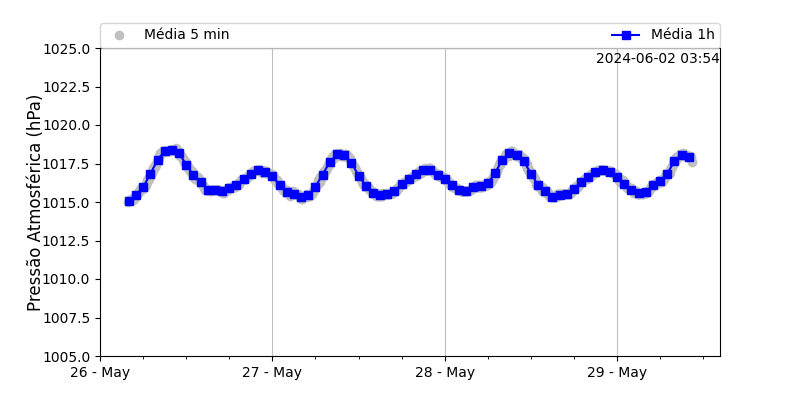 Média 5 min
Média 1h
2024-06-02 03:54
Pressão Atmosférica (hPa)
1025.0
1022.5
1020.0
1017.5
1015.0
1012.5
1010.0
1007.5
1005.0
26 - May
27 - May
28 - May
29 - May